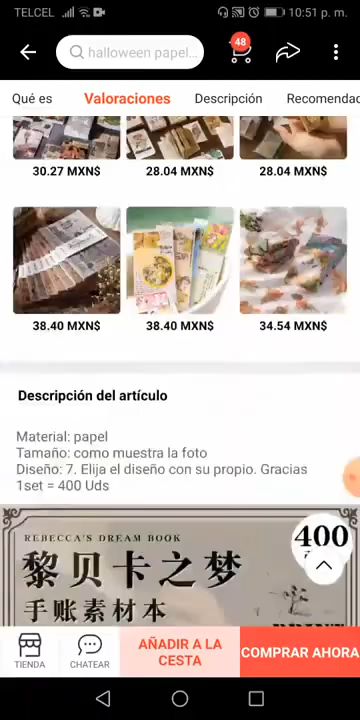 TELCEL
10:51 p. m.
halloween papel...
48
Qué es
Valoraciones
Descripción
Recomendac
30.27 MXN$
28.04 MXN$
28.04 MXN$
38.40 MXN$
38.40 MXN$
34.54 MXN$
Descripción del artículo
Material: papel
Tamaño: como muestra la foto
Diseño: 7. Elija el diseño con su propio. Gracias
1set = 400 Uds
REBECCA'S DREAM BOOK
400
黎贝卡之梦
手账素材本
TIENDA
CHATEAR
AÑADIR A LA
CESTA
COMPRAR AHORA